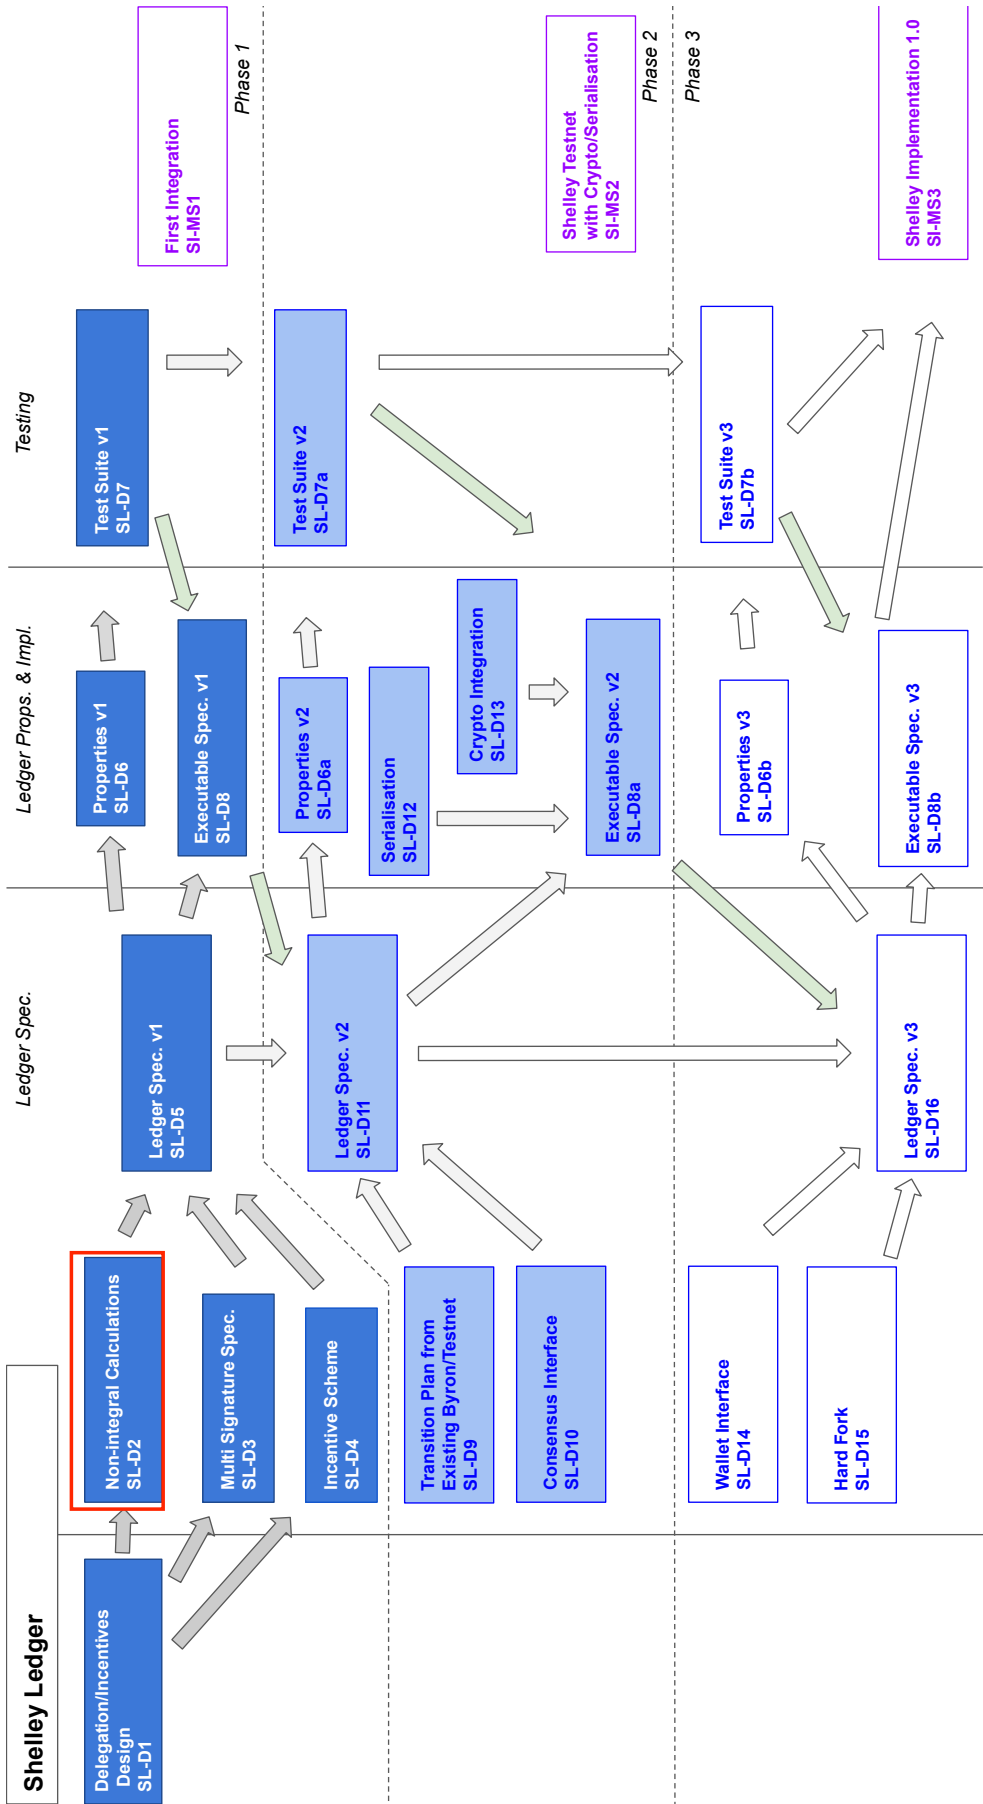 Shelley Ledger
Ledger Spec.
Ledger Props. & Impl.
Testing
Delegation/Incentives
Design
SL-D1
Non-integral Calculations
SL-D2
Multi Signature Spec.
SL-D3
Incentive Scheme
SL-D4
Ledger Spec. v1
SL-D5
Properties v1
SL-D6
Executable Spec. v1
SL-D8
Test Suite v1
SL-D7
First Integration
SI-MS1
Phase 1
Transition Plan from
Existing Byron/Testnet
SL-D9
Consensus Interface
SL-D10
Ledger Spec. v2
SL-D11
Properties v2
SL-D6a
Serialisation
SL-D12
Crypto Integration
SL-D13
Executable Spec. v2
SL-D8a
Test Suite v2
SL-D7a
Shelley Testnet
with Crypto/Serialisation
SI-MS2
Phase 2
Phase 3
Wallet Interface
SL-D14
Hard Fork
SL-D15
Ledger Spec. v3
SL-D16
Properties v3
SL-D6b
Executable Spec. v3
SL-D8b
Test Suite v3
SL-D7b
Shelley Implementation 1.0
SI-MS3